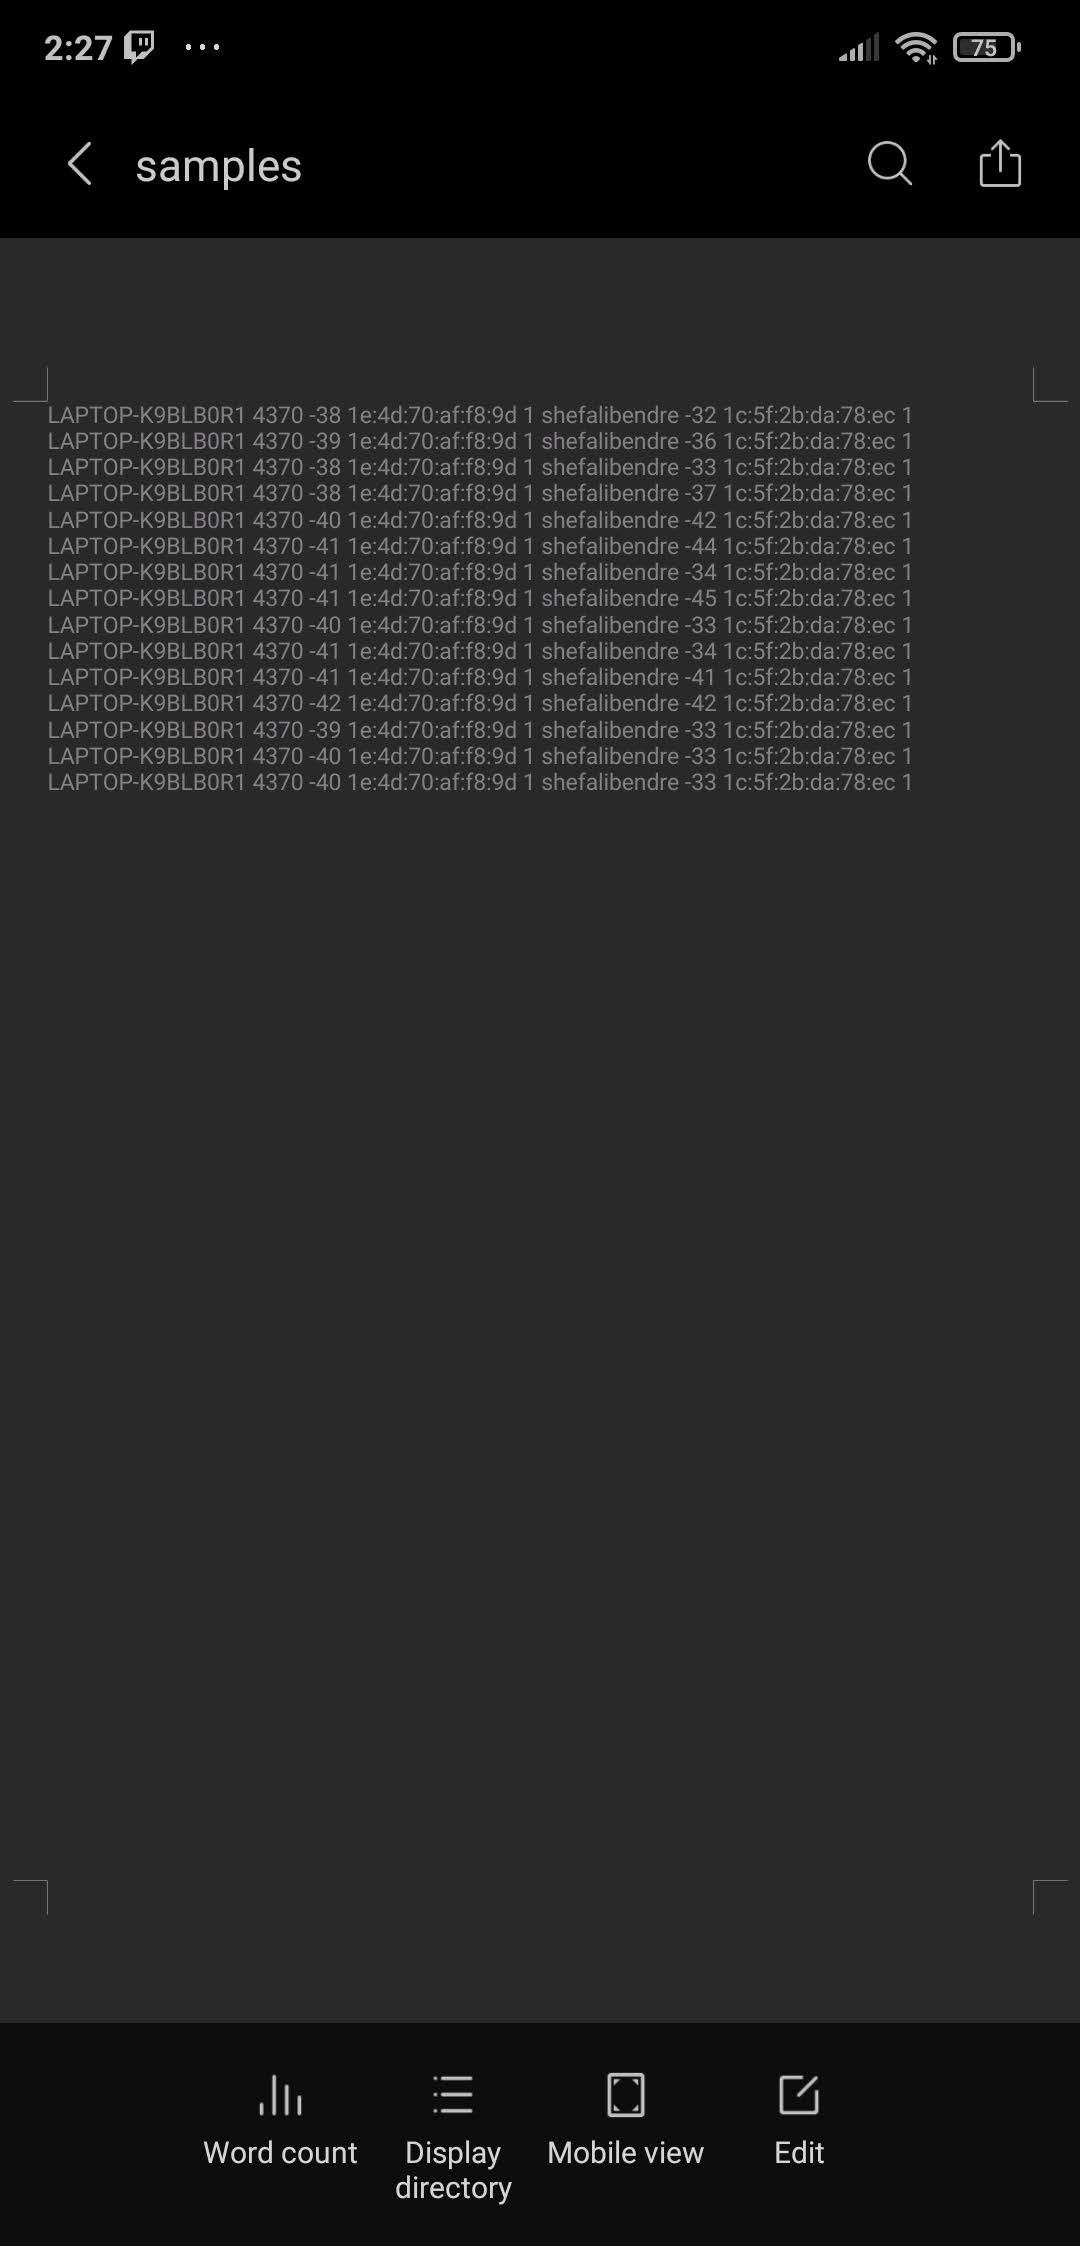 2:27 ... 75
samples
LAPTOP-K9BLB0R1 4370 -38 1e:4d:70:af:f8:9d 1 shefalibendre -32 1c:5f:2b:da:78:ec 1
LAPTOP-K9BLB0R1 4370 -39 1e:4d:70:af:f8:9d 1 shefalibendre -36 1c:5f:2b:da:78:ec 1
LAPTOP-K9BLB0R1 4370 -38 1e:4d:70:af:f8:9d 1 shefalibendre -33 1c:5f:2b:da:78:ec 1
LAPTOP-K9BLB0R1 4370 -38 1e:4d:70:af:f8:9d 1 shefalibendre -37 1c:5f:2b:da:78:ec 1
LAPTOP-K9BLB0R1 4370 -40 1e:4d:70:af:f8:9d 1 shefalibendre -42 1c:5f:2b:da:78:ec 1
LAPTOP-K9BLB0R1 4370 -41 1e:4d:70:af:f8:9d 1 shefalibendre -44 1c:5f:2b:da:78:ec 1
LAPTOP-K9BLB0R1 4370 -41 1e:4d:70:af:f8:9d 1 shefalibendre -34 1c:5f:2b:da:78:ec 1
LAPTOP-K9BLB0R1 4370 -41 1e:4d:70:af:f8:9d 1 shefalibendre -45 1c:5f:2b:da:78:ec 1
LAPTOP-K9BLB0R1 4370 -40 1e:4d:70:af:f8:9d 1 shefalibendre -33 1c:5f:2b:da:78:ec 1
LAPTOP-K9BLB0R1 4370 -41 1e:4d:70:af:f8:9d 1 shefalibendre -34 1c:5f:2b:da:78:ec 1
LAPTOP-K9BLB0R1 4370 -41 1e:4d:70:af:f8:9d 1 shefalibendre -41 1c:5f:2b:da:78:ec 1
LAPTOP-K9BLB0R1 4370 -42 1e:4d:70:af:f8:9d 1 shefalibendre -42 1c:5f:2b:da:78:ec 1
LAPTOP-K9BLB0R1 4370 -39 1e:4d:70:af:f8:9d 1 shefalibendre -33 1c:5f:2b:da:78:ec 1
LAPTOP-K9BLB0R1 4370 -40 1e:4d:70:af:f8:9d 1 shefalibendre -33 1c:5f:2b:da:78:ec 1
LAPTOP-K9BLB0R1 4370 -40 1e:4d:70:af:f8:9d 1 shefalibendre -33 1c:5f:2b:da:78:ec 1
Word count
Display
directory
Mobile view
Edit